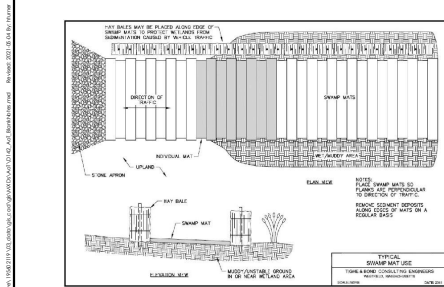 HAY BALES MAY BE PLACED ALONG EDGE OF
SWAMP MATS TO PROTECT WETLANDS FROM
SEDIMENTATION CAUSED BY VEHICLE TRAFFIC
DIRECTION OF
TRAFFIC
SWAMP MATS
INDIVIDUAL MAT
WET/MUDDY AREA
UPLAND
STONE APRON
PLAN VIEW
NOTES:
PLACE SWAMP MATS SO
PLANKS ARE PERPENDICULAR
TO DIRECTION OF TRAFFIC.
REMOVE SEDIMENT DEPOSITS
ALONG EDGES OF MATS ON A
REGULAR BASIS
HAY BALE
SWAMP MAT
ELEVATION VIEW
MUDDY/UNSTABLE GROUND
IN OR NEAR WETLAND AREA
TYPICAL
SWAMP MAT USE
TIGHE & BOND CONSULTING ENGINEERS
WESTFIELD, MASSACHUSETTS